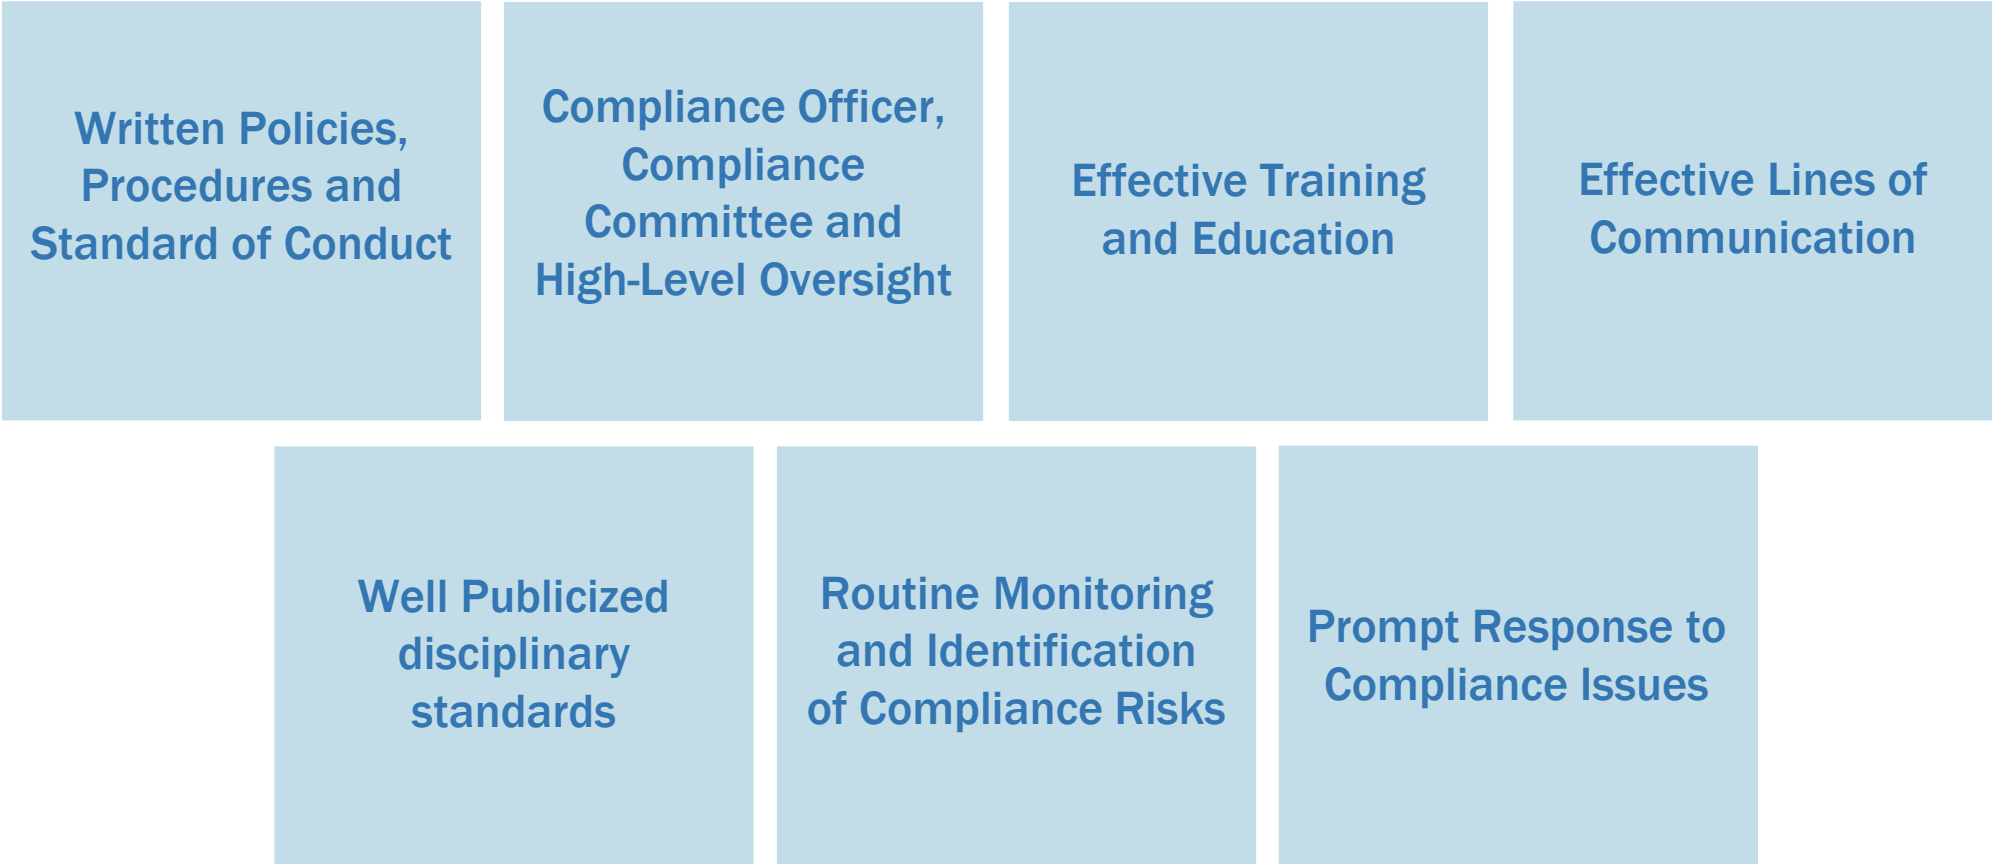 Written Policies,
Procedures and
Standard of Conduct
Compliance Officer,
Compliance
Committee and
High-Level Oversight
Effective Training
and Education
Effective Lines of
Communication
Well Publicized
disciplinary
standards
Routine Monitoring
and Identification
of Compliance Risks
Prompt Response to
Compliance Issues